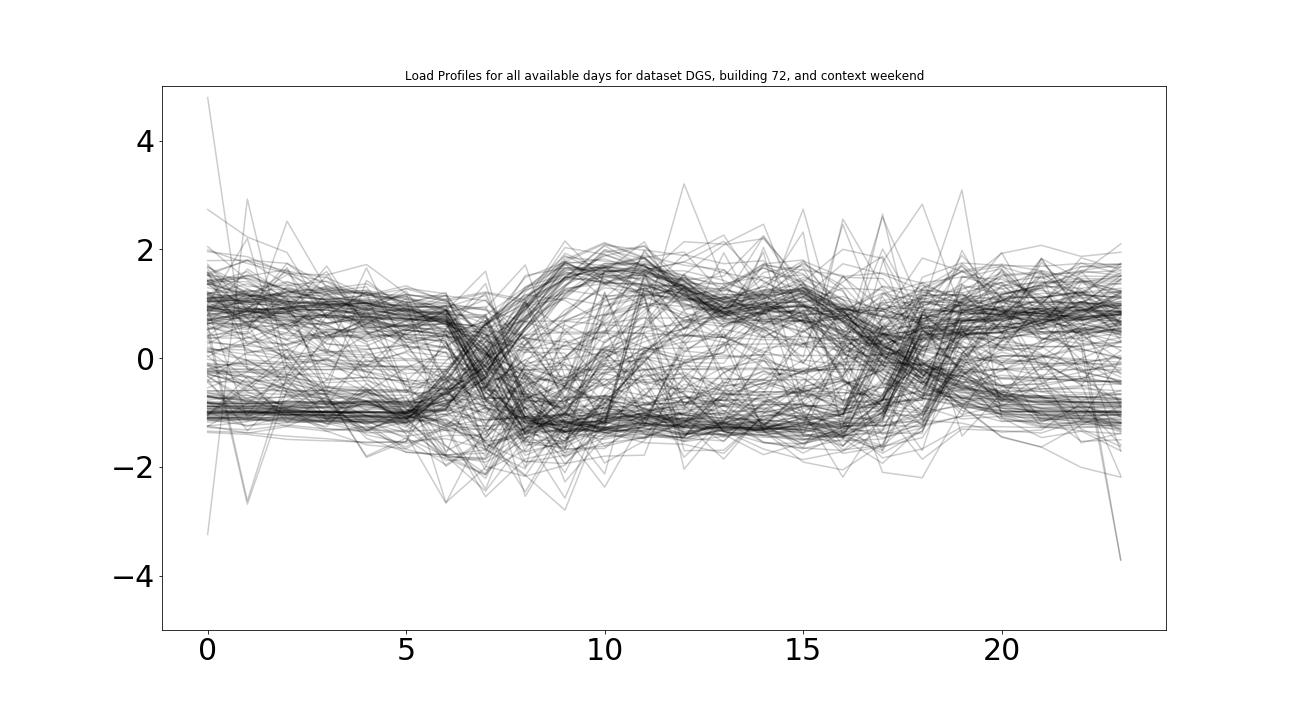 Load Profiles for all available days for dataset DGS, building 72, and context weekend
4
2
0
−2
−4
0 5 10 15 20